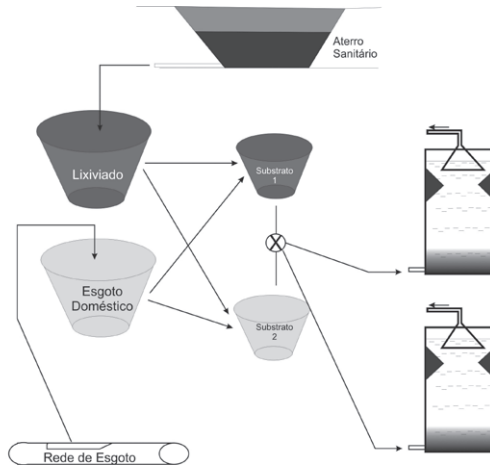 Aterro
Sanitário
Lixiviado
Substrato
1
X
Esgoto
Doméstico
Substrato
2
Rede de Esgoto